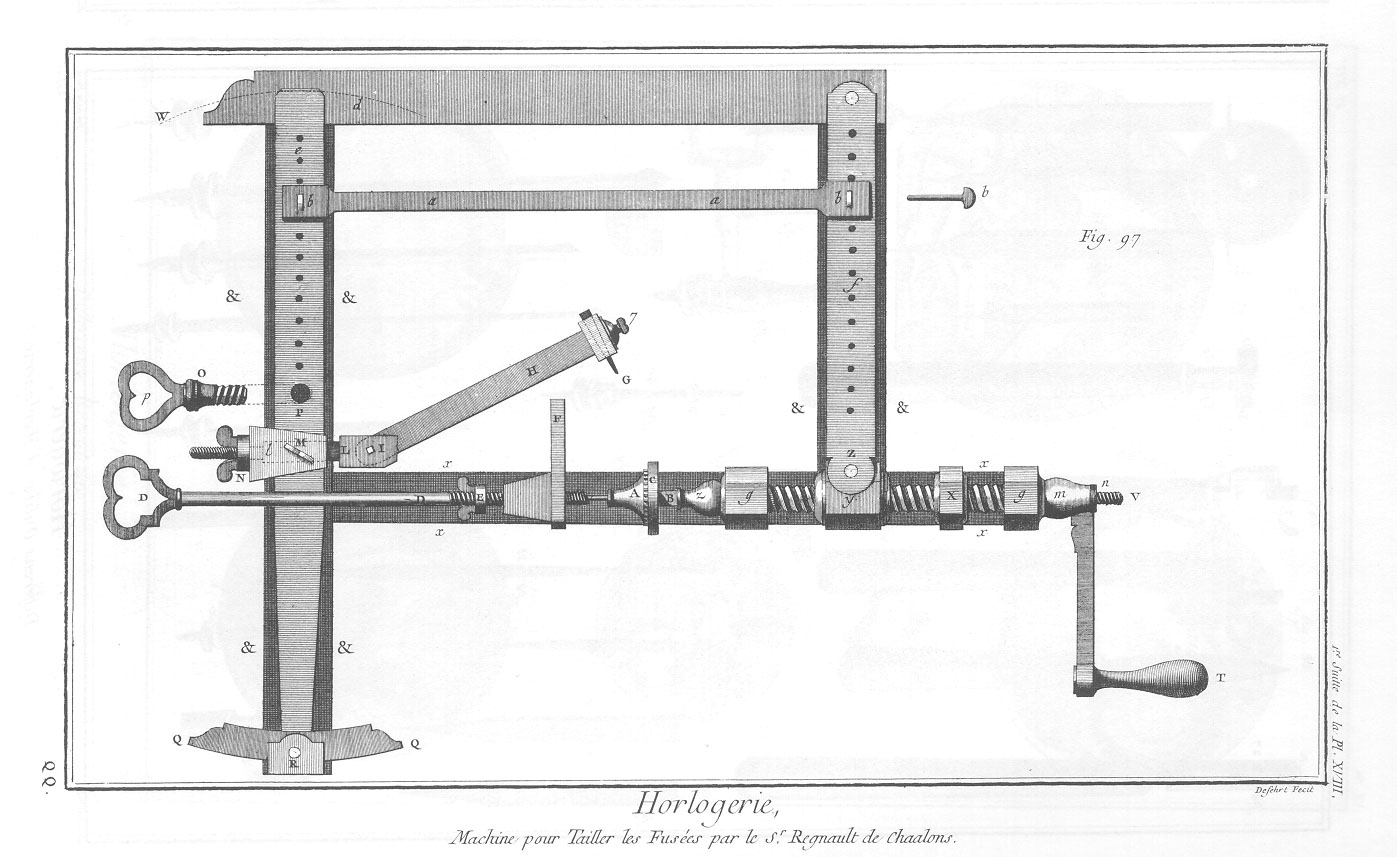 W
d
e
b
a
a
b
b
Fig. 97
f
&
&
7
H
G
O
p
P
&
&
F
l
M
L
I
N
x
Z
x
D
D
E
A
C
B
z
g
y
X
g
m
n
V
x
x
&
&
T
Q
Q
R
QQ.
1.re Suite de la Pl. XVIII,
Defehrt Fecit
Horlogerie,
Machine pour Tailler les Fusées par le S.r Regnault de Chaalons.